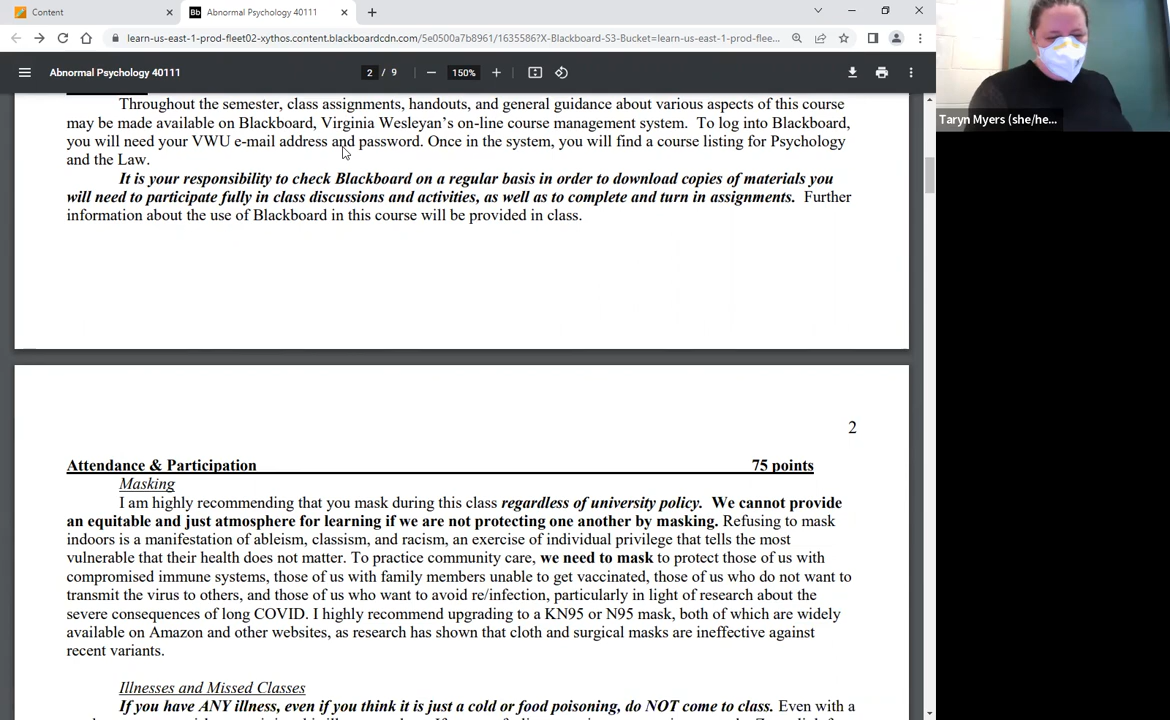 Content
Bb Abnormal Psychology 40111
learn-us-east-1-prod-fleet02-xythos.content.blackboardcdn.com/5e0500a7b8961/1635586?X-Blackboard-S3-Bucket=learn-us-east-1-prod-flee...
Abnormal Psychology 40111
2 / 9
150%
Taryn Myers (she/he...
Throughout the semester, class assignments, handouts, and general guidance about various aspects of this course
may be made available on Blackboard, Virginia Wesleyan's on-line course management system. To log into Blackboard,
you will need your VWU e-mail address and password. Once in the system, you will find a course listing for Psychology
and the Law.
It is your responsibility to check Blackboard on a regular basis in order to download copies of materials you
will need to participate fully in class discussions and activities, as well as to complete and turn in assignments. Further
information about the use of Blackboard in this course will be provided in class.
2
Attendance & Participation 75 points
Masking
I am highly recommending that you mask during this class regardless of university policy. We cannot provide
an equitable and just atmosphere for learning if we are not protecting one another by masking. Refusing to mask
indoors is a manifestation of ableism, classism, and racism, an exercise of individual privilege that tells the most
vulnerable that their health does not matter. To practice community care, we need to mask to protect those of us with
compromised immune systems, those of us with family members unable to get vaccinated, those of us who do not want to
transmit the virus to others, and those of us who want to avoid re/infection, particularly in light of research about the
severe consequences of long COVID. I highly recommend upgrading to a KN95 or N95 mask, both of which are widely
available on Amazon and other websites, as research has shown that cloth and surgical masks are ineffective against
recent variants.
Illnesses and Missed Classes
If you have ANY illness, even if you think it is just a cold or food poisoning, do NOT come to class. Even with a